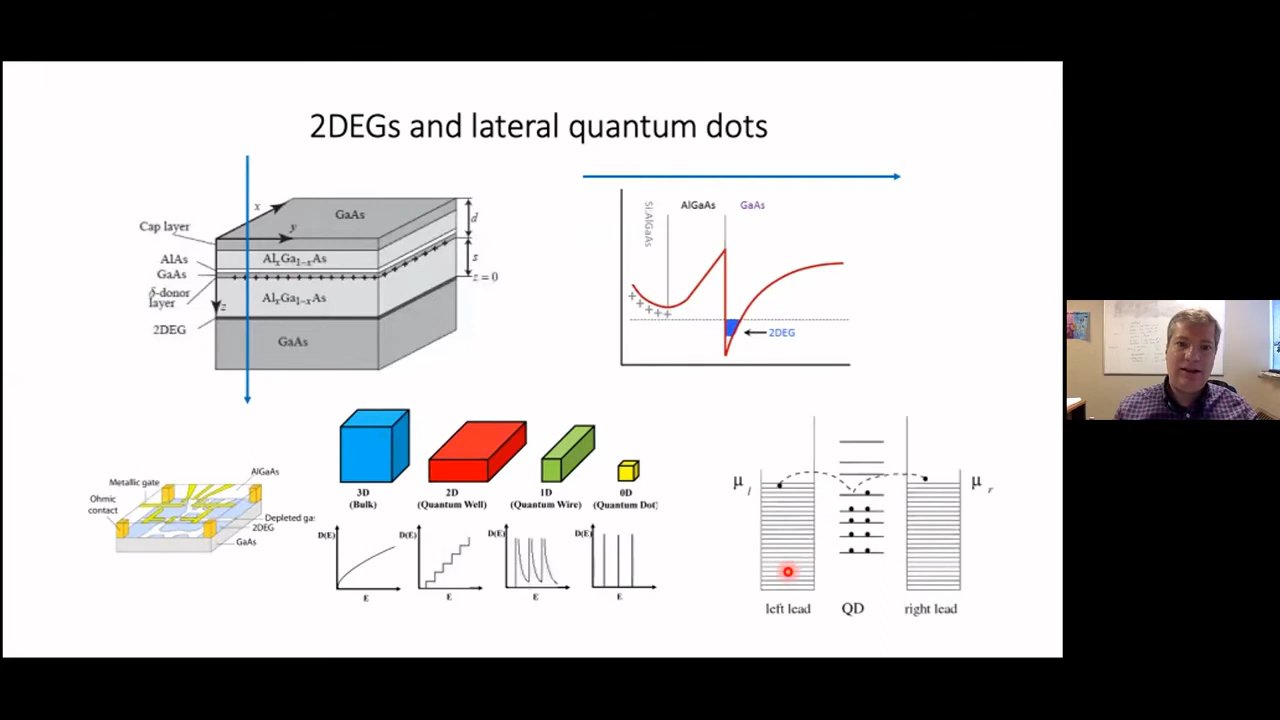 2DEGs and lateral quantum dots
x
y
z
GaAs
d
s
z = 0
Cap layer
AlxGa1−xAs
AlAs
GaAs
δ-donor
layer
AlxGa1−xAs
2DEG
GaAs
Si:AlGaAs
AlGaAs
GaAs
2DEG
Metallic gate
AlGaAs
Ohmic
contact
Depleted ga:
2DEG
GaAs
3D
(Bulk)
2D
(Quantum Well)
1D
(Quantum Wire)
0D
(Quantum Dot)
D(E)
E
D(E)
E
D(E)
E
D(E)
E
μ l
μ r
left lead
QD
right lead